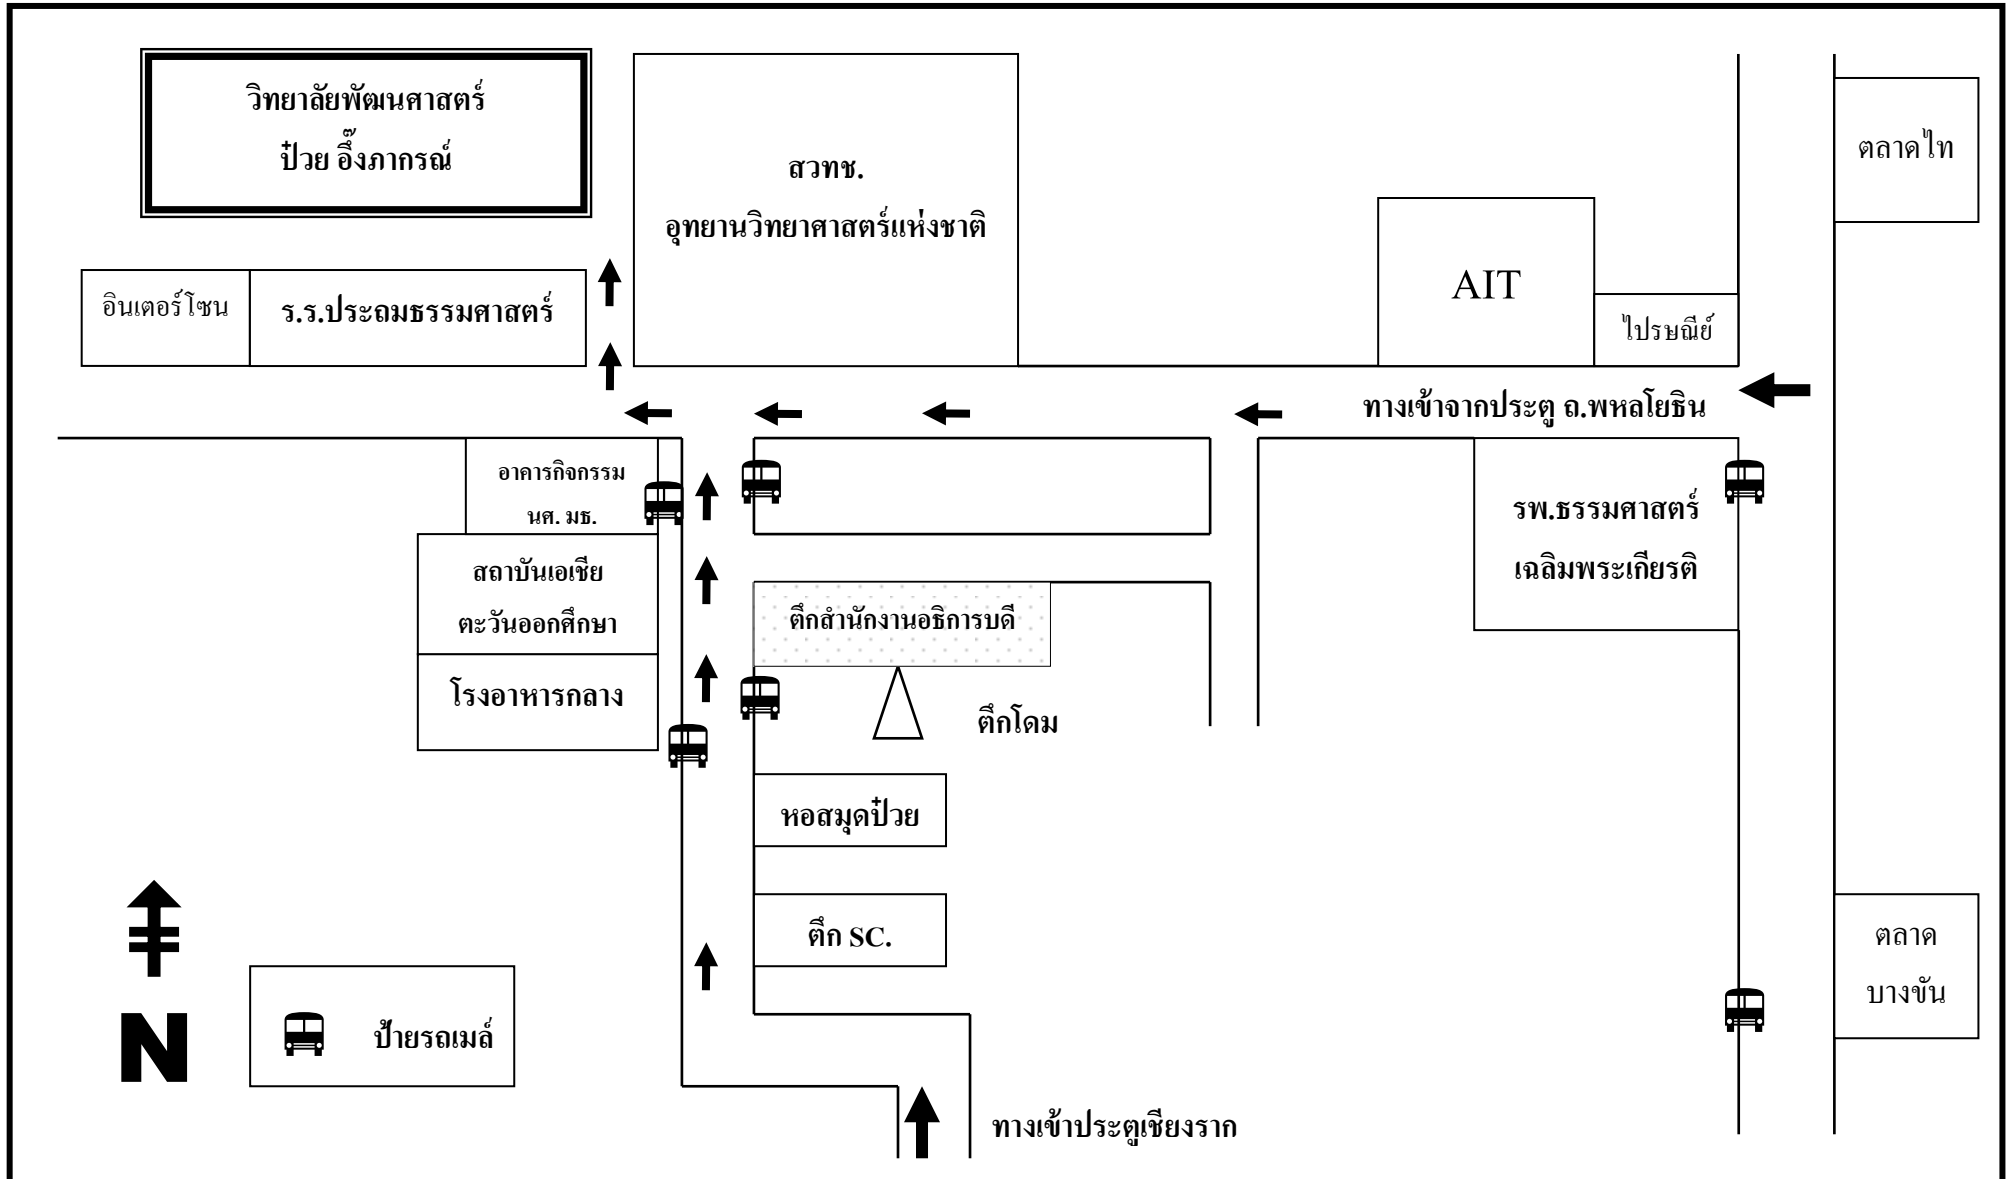 วิทยาลัยพัฒนศาสตร์
ป๋วย อึ๊งภากรณ์
สวทช.
อุทยานวิทยาศาสตร์แห่งชาติ
ตลาดไท
AIT
อินเตอร์โซน
ร.ร.ประถมธรรมศาสตร์
ไปรษณีย์
ทางเข้าจากประตู ถ.พหลโยธิน
อาคารกิจกรรม
นศ. มธ.
รพ.ธรรมศาสตร์
เฉลิมพระเกียรติ
สถาบันเอเชีย
ตะวันออกศึกษา
ตึกสำนักงานอธิการบดี
โรงอาหารกลาง
ตึกโดม
หอสมุดป๋วย
ตึก SC.
ตลาด
บางขัน
N
ป้ายรถเมล์
ทางเข้าประตูเชียงราก